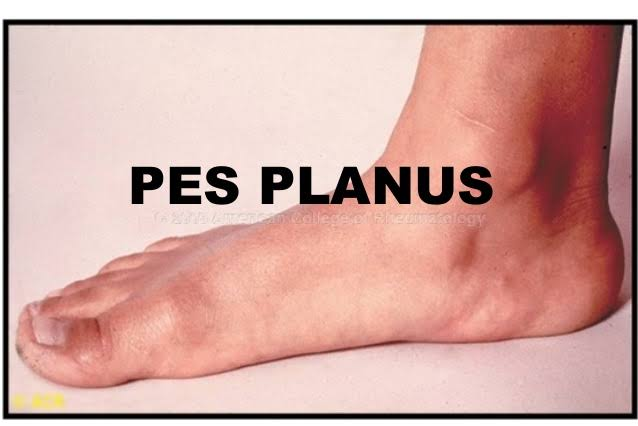 PES PLANUS
American College of Rheumatology
© ACR